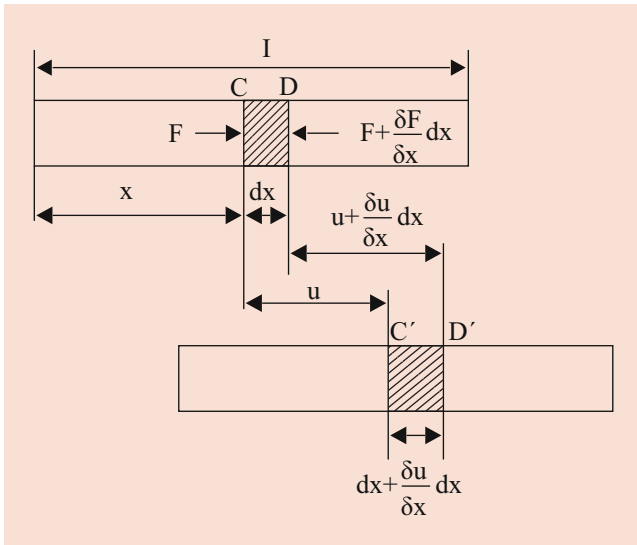 I
C D
F
F+δF/δx dx
x
dx
u+δu/δx dx
u
C´ D´
dx+δu/δx dx